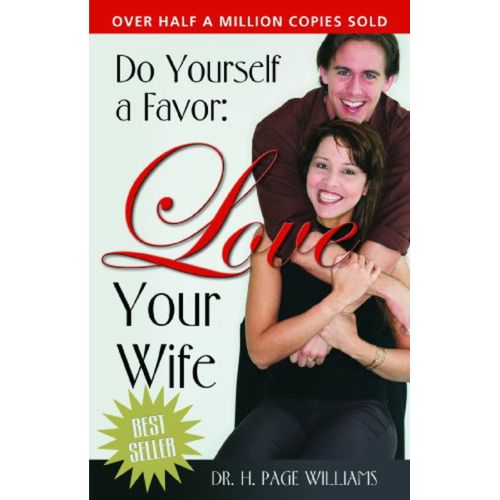 OVER HALF A MILLION COPIES SOLD
Do Yourself
a Favor:
Love
Your
Wife
BEST
SELLER
DR. H. PAGE WILLIAMS